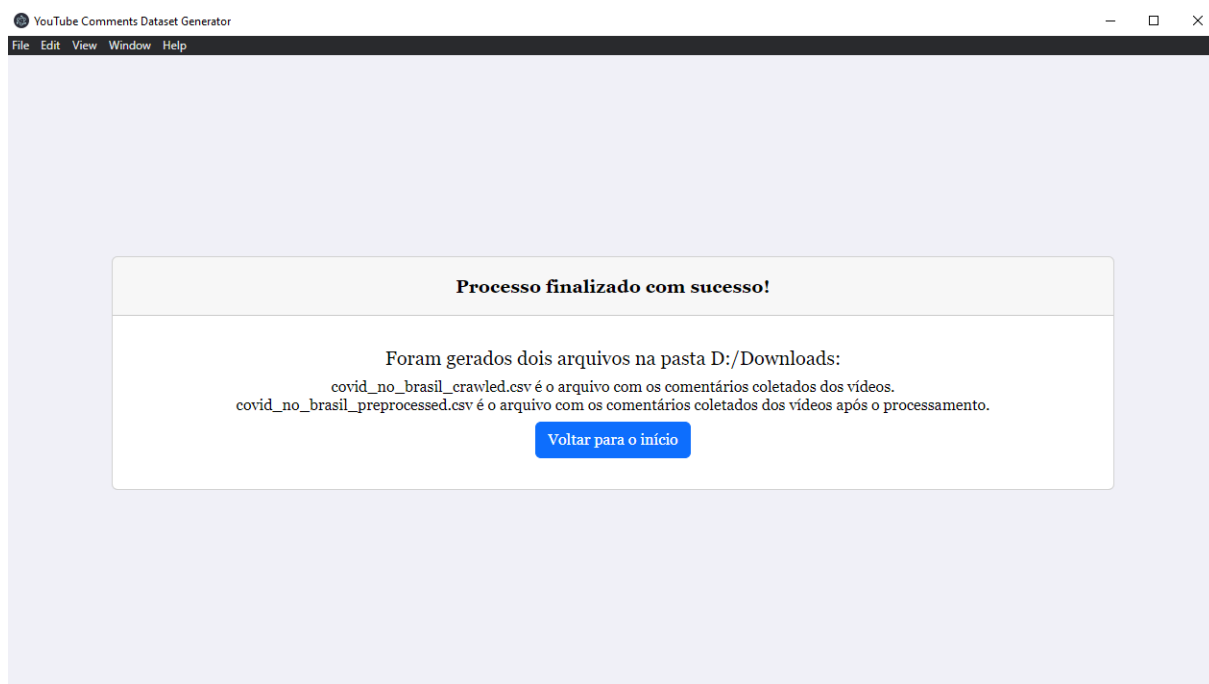 YouTube Comments Dataset Generator
File Edit View Window Help
Processo finalizado com sucesso!
Foram gerados dois arquivos na pasta D:/Downloads:
covid_no_brasil_crawled.csv é o arquivo com os comentários coletados dos vídeos.
covid_no_brasil_preprocessed.csv é o arquivo com os comentários coletados dos vídeos após o processamento.
Voltar para o início